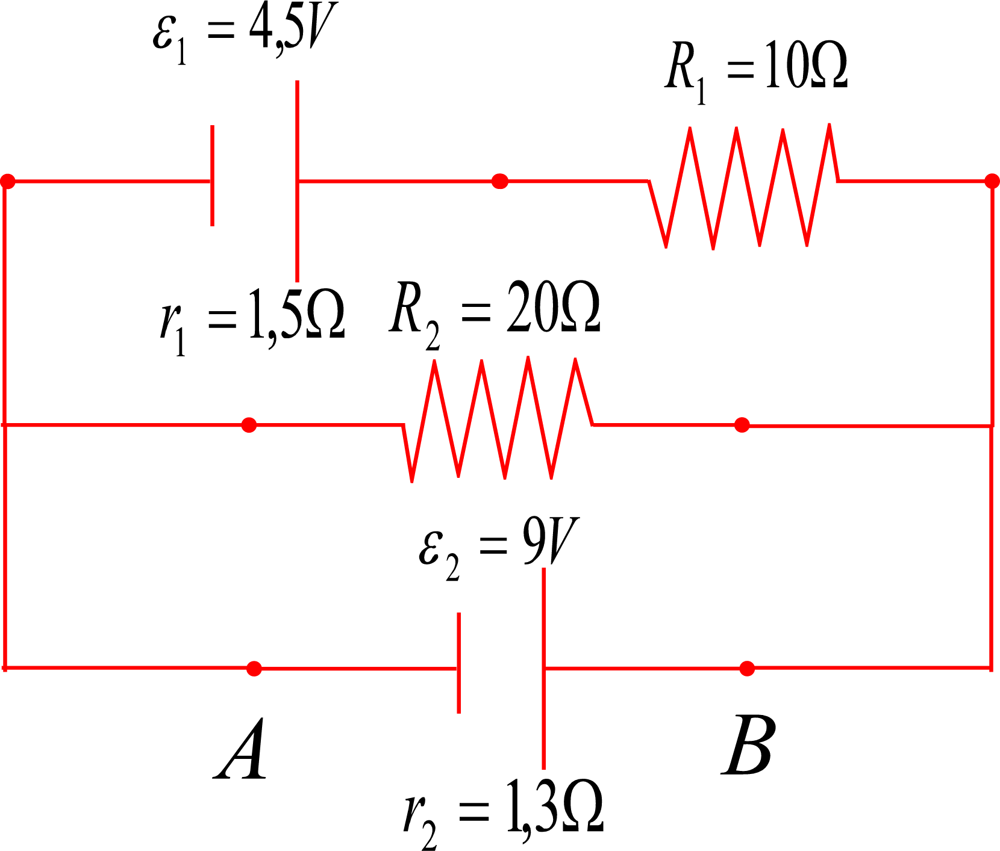 ε₁ = 4,5V
R₁ = 10Ω
r₁ = 1,5Ω
R₂ = 20Ω
ε₂ = 9V
A
B
r₂ = 1,3Ω